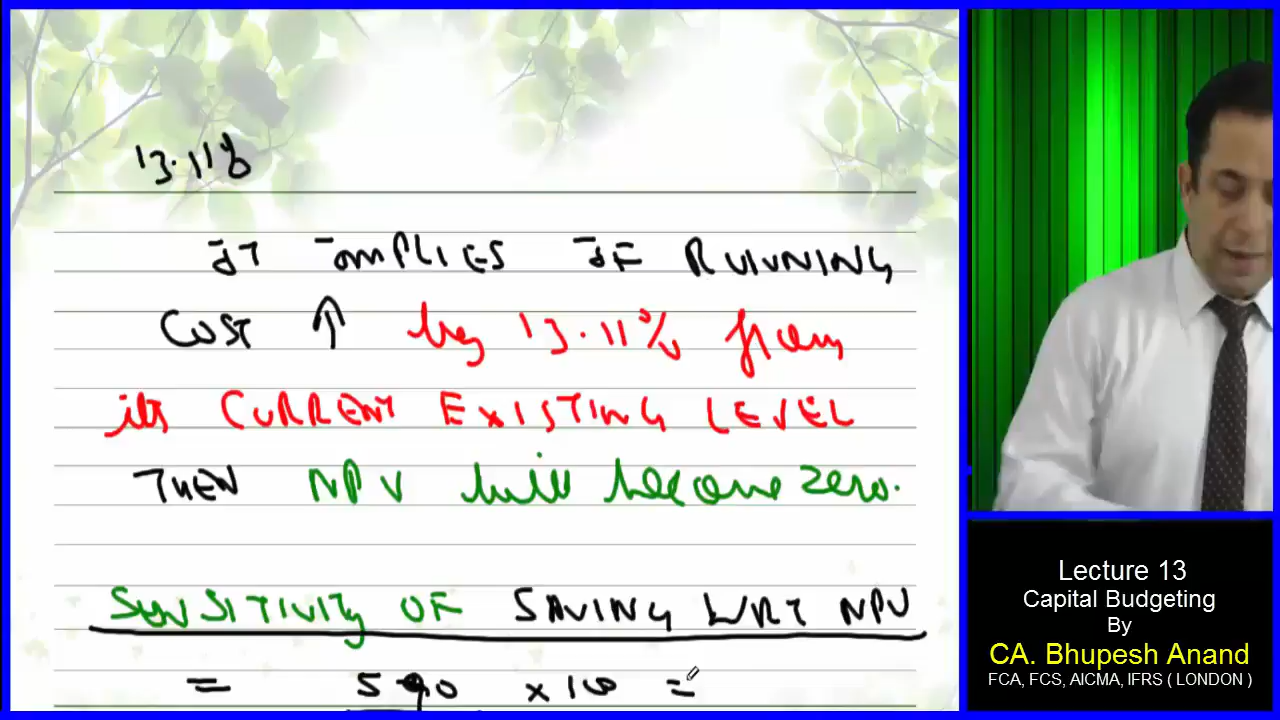 13.11%
IT IMPLIES IF RUNNING
COST ↑ by 13.11% from
its CURRENT EXISTING LEVEL
THEN NPV will become zero.
SENSITIVITY OF SAVING WRT NPV
= × 100 =
Lecture 13
Capital Budgeting
By
CA. Bhupesh Anand
FCA, FCS, AICMA, IFRS ( LONDON )